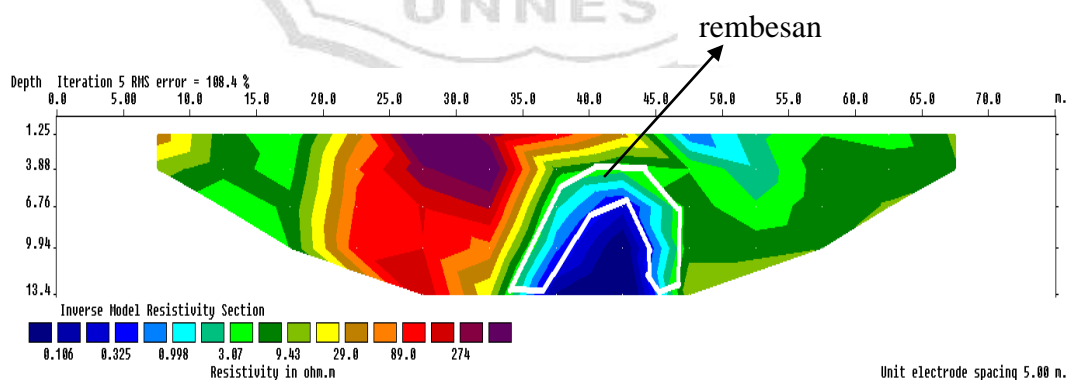 UNNES
rembesan
Depth Iteration 5 RMS error = 108.4 %
0.0 5.00 10.0 15.0 20.0 25.0 30.0 35.0 40.0 45.0 50.0 55.0 60.0 65.0 70.0 m.
1.25
3.88
6.76
9.94
13.4
Inverse Model Resistivity Section
0.106 0.325 0.998 3.07 9.43 29.0 89.0 274
Resistivity in ohm.m
Unit electrode spacing 5.00 m.